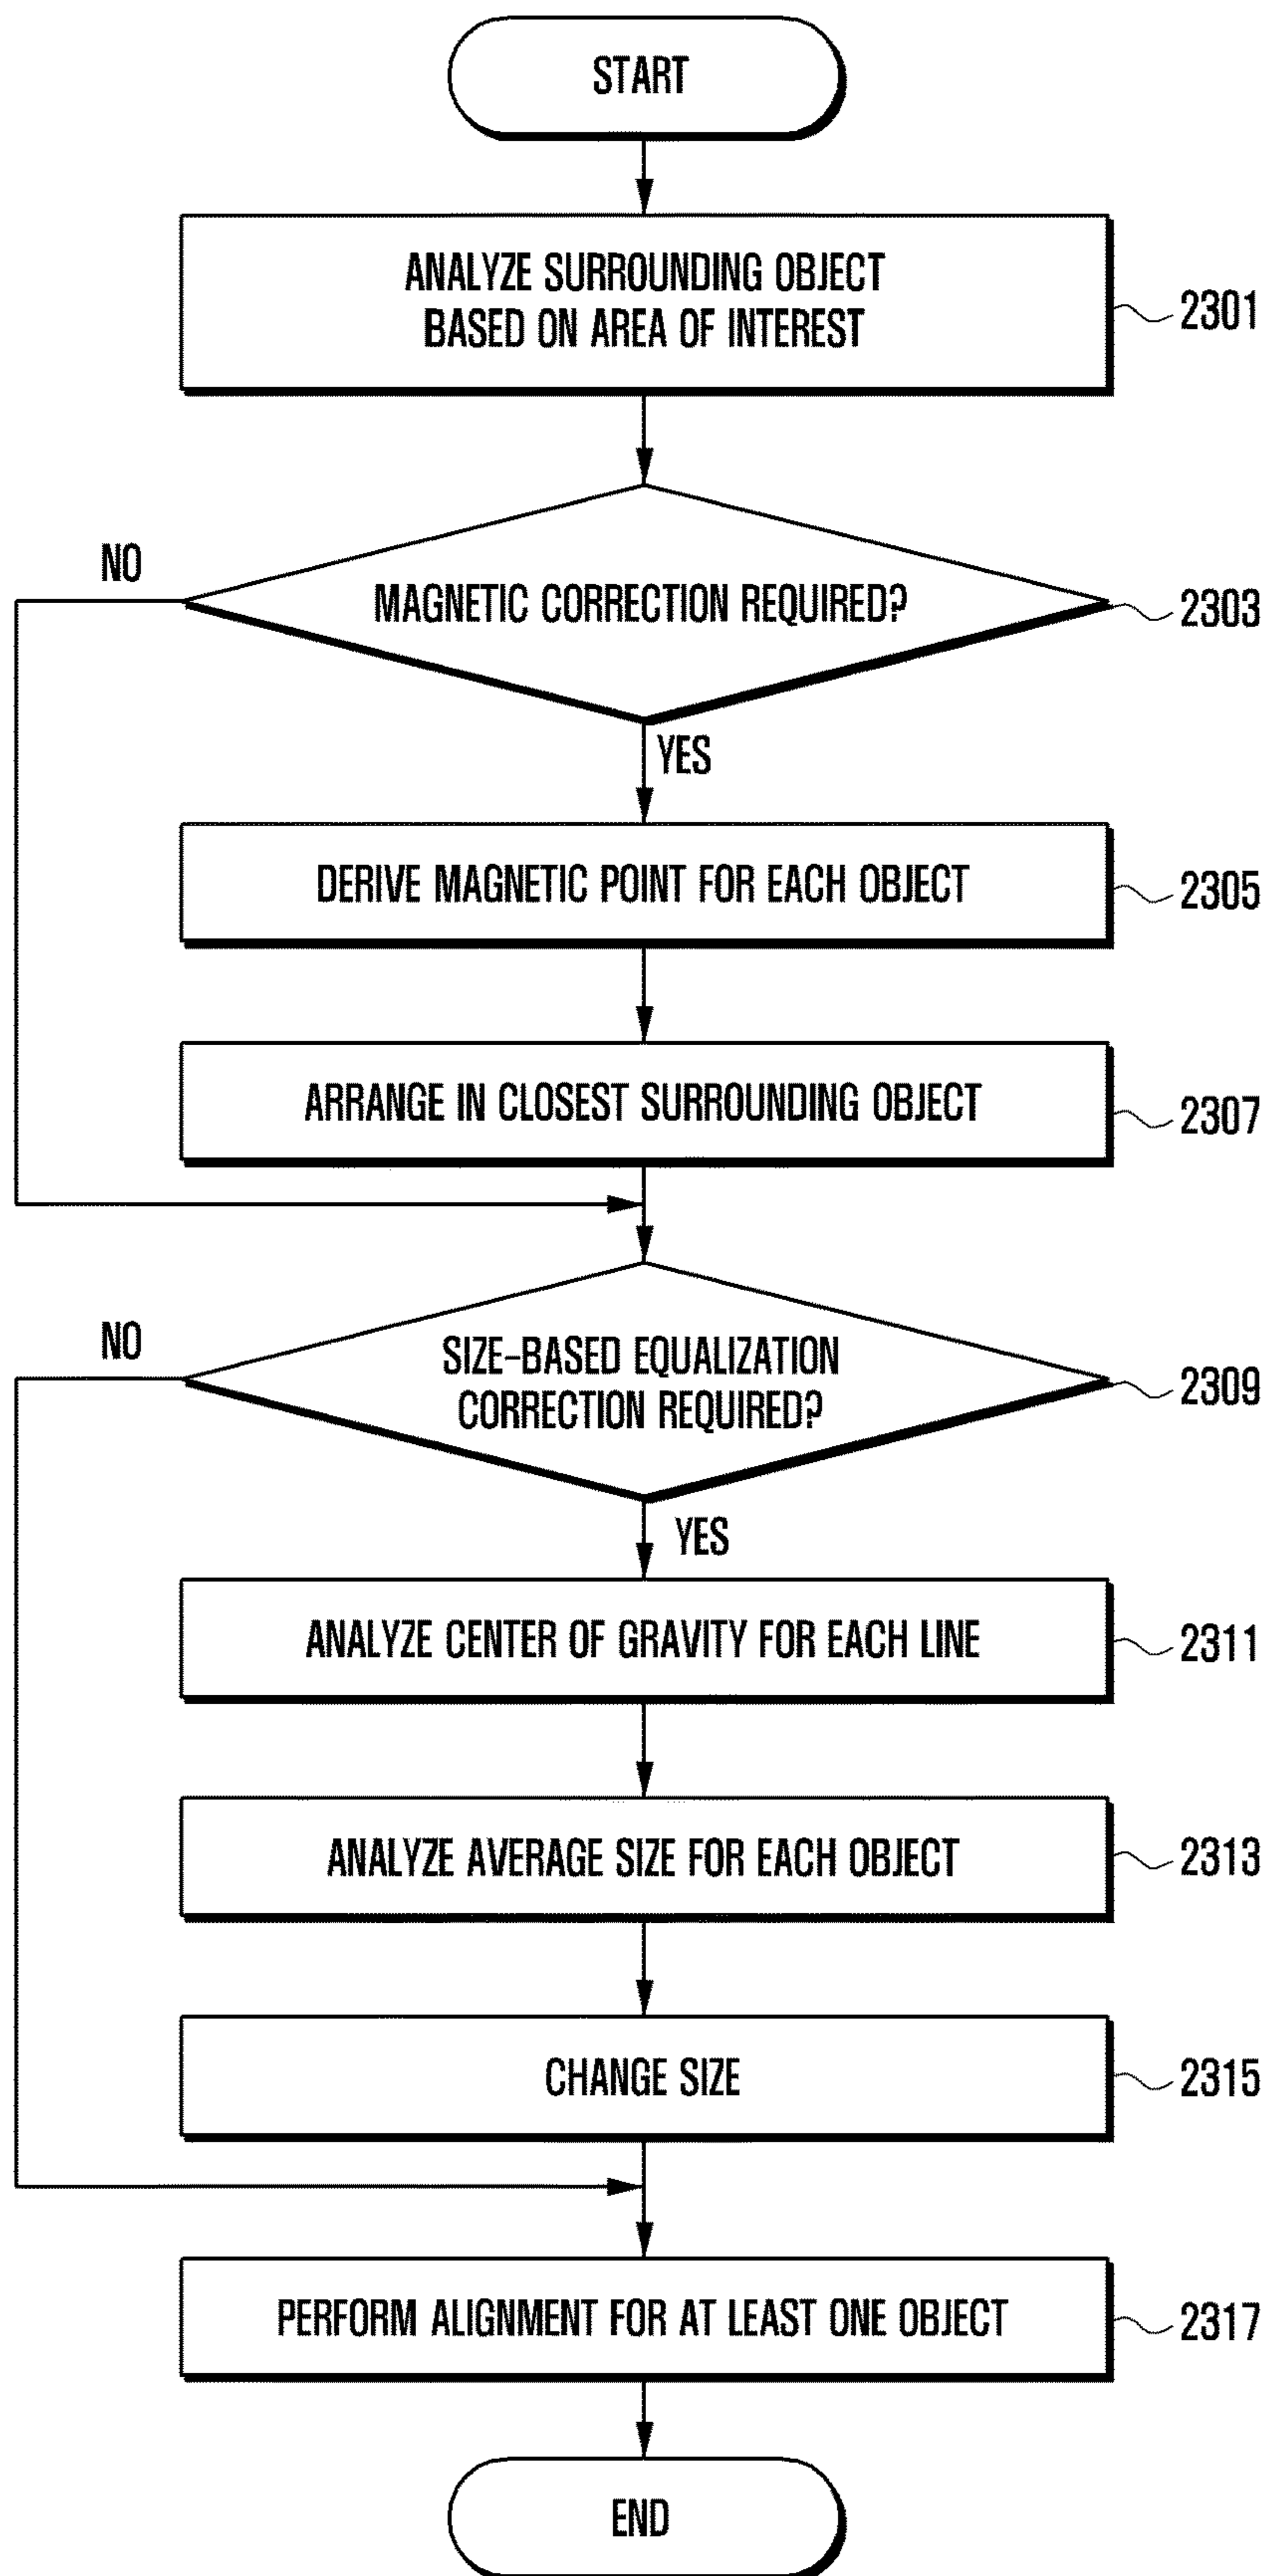 START
ANALYZE SURROUNDING OBJECT
BASED ON AREA OF INTEREST
2301
NO
MAGNETIC CORRECTION REQUIRED?
2303
YES
DERIVE MAGNETIC POINT FOR EACH OBJECT
2305
ARRANGE IN CLOSEST SURROUNDING OBJECT
2307
NO
SIZE-BASED EQUALIZATION
CORRECTION REQUIRED?
2309
YES
ANALYZE CENTER OF GRAVITY FOR EACH LINE
2311
ANALYZE AVERAGE SIZE FOR EACH OBJECT
2313
CHANGE SIZE
2315
PERFORM ALIGNMENT FOR AT LEAST ONE OBJECT
2317
END